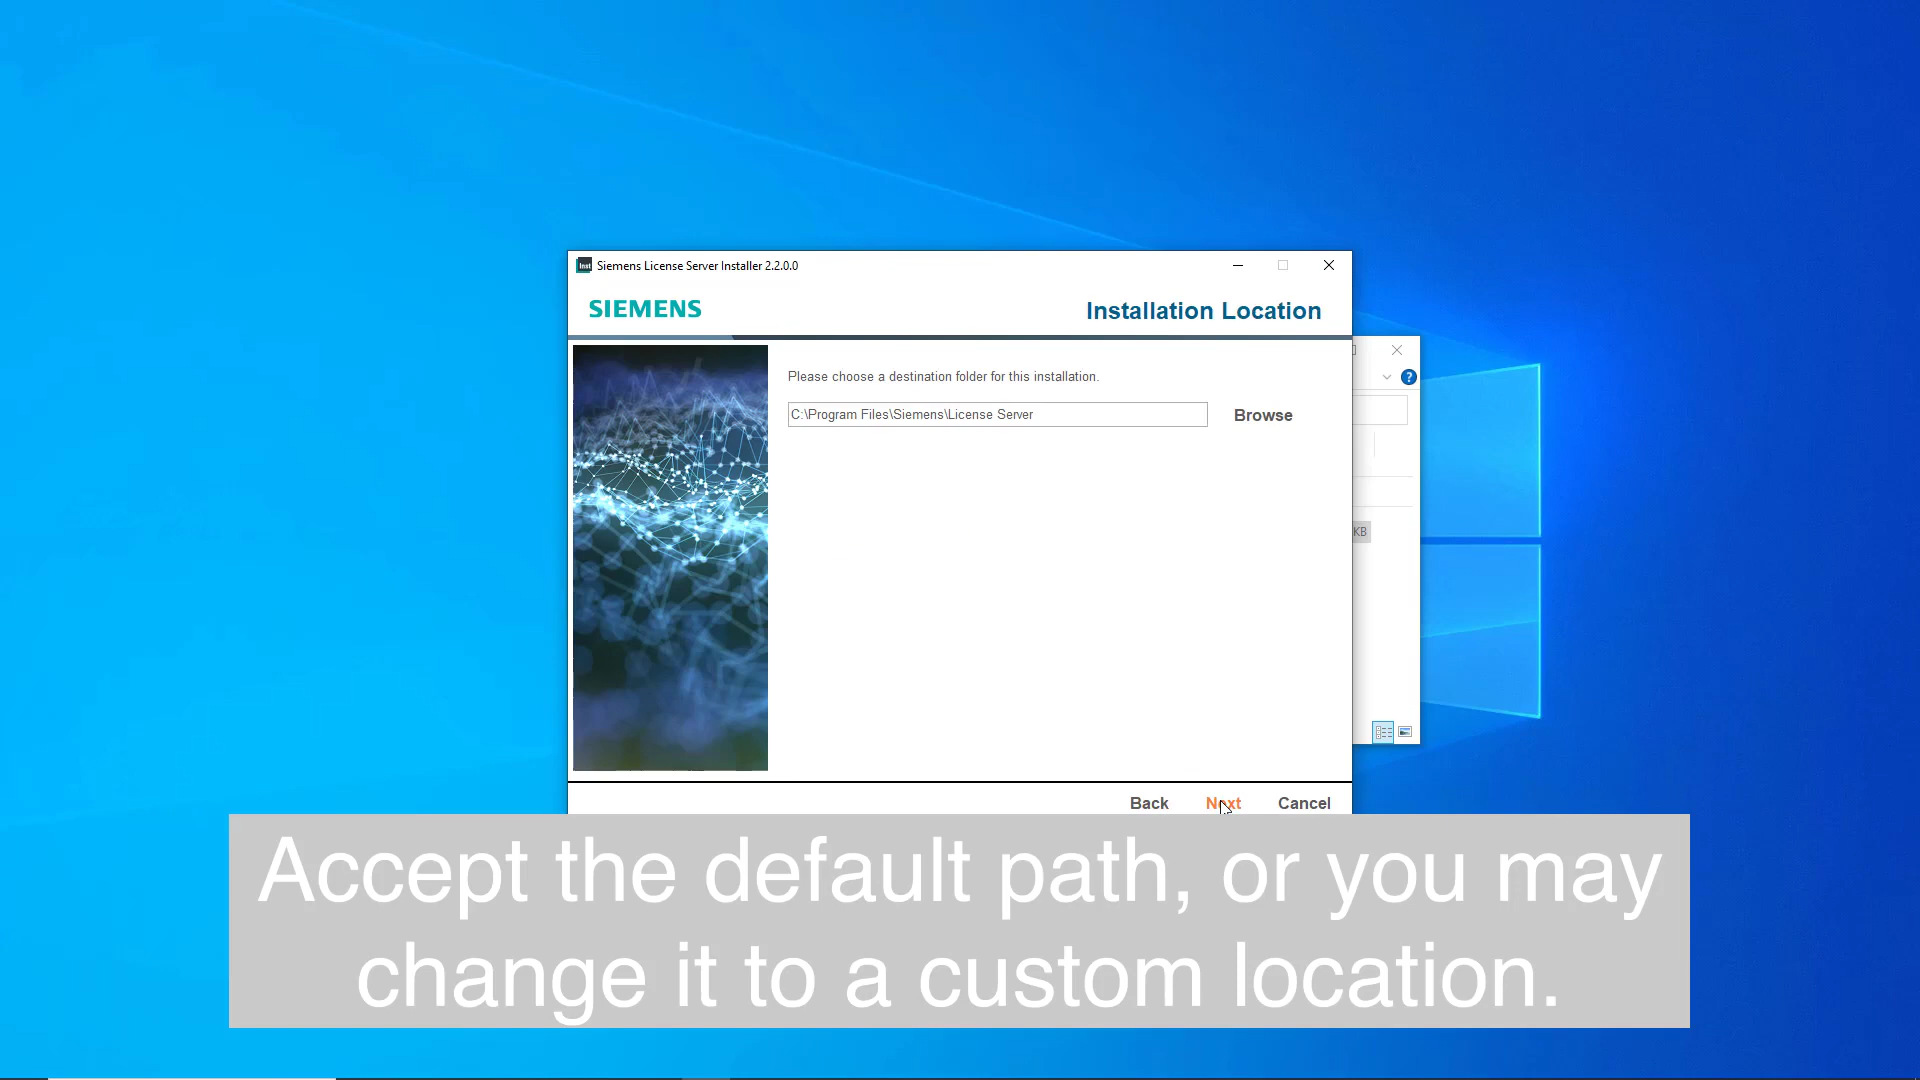 Inst Siemens License Server Installer 2.2.0.0
SIEMENS
Installation Location
Please choose a destination folder for this installation.
C:\Program Files\Siemens\License Server
Browse
?
KB
Back Next Cancel
Accept the default path, or you may
change it to a custom location.